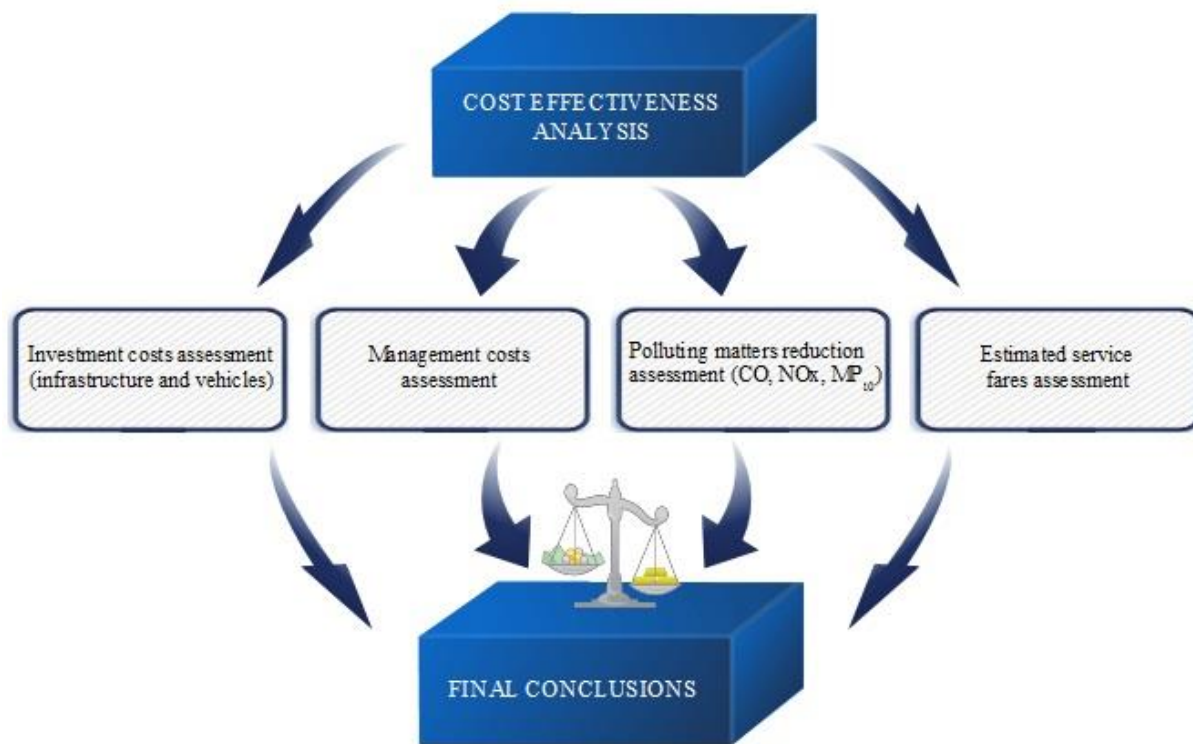 COST EFFECTIVENESS
ANALYSIS
Investment costs assessment
(infrastructure and vehicles)
Management costs
assessment
Polluting matters reduction
assessment (CO, NOx, MP₁₀)
Estimated service
fares assessment
FINAL CONCLUSIONS